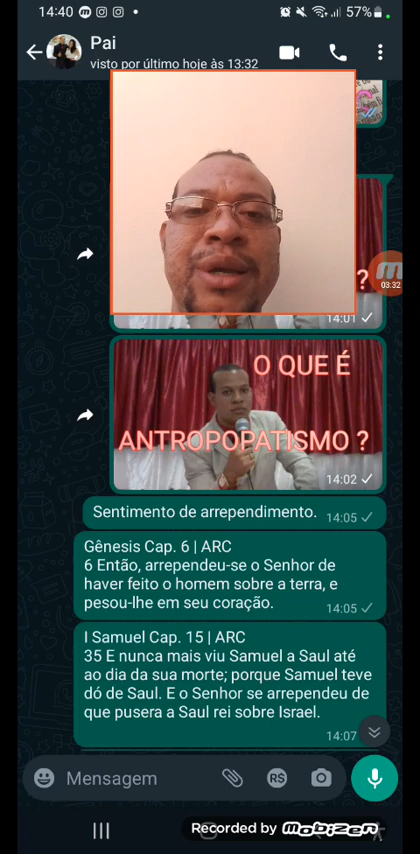 14:40
57%
Pai
visto por último hoje às 13:32
?
03:32
14:01
O QUE É
ANTROPOPATISMO ?
14:02
Sentimento de arrependimento.
14:05
Gênesis Cap. 6 | ARC
6 Então, arrependeu-se o Senhor de
haver feito o homem sobre a terra, e
pesou-lhe em seu coração.
14:05
I Samuel Cap. 15 | ARC
35 E nunca mais viu Samuel a Saul até
ao dia da sua morte; porque Samuel teve
dó de Saul. E o Senhor se arrependeu de
que pusera a Saul rei sobre Israel.
14:07
Mensagem
R$
Recorded by mobizen